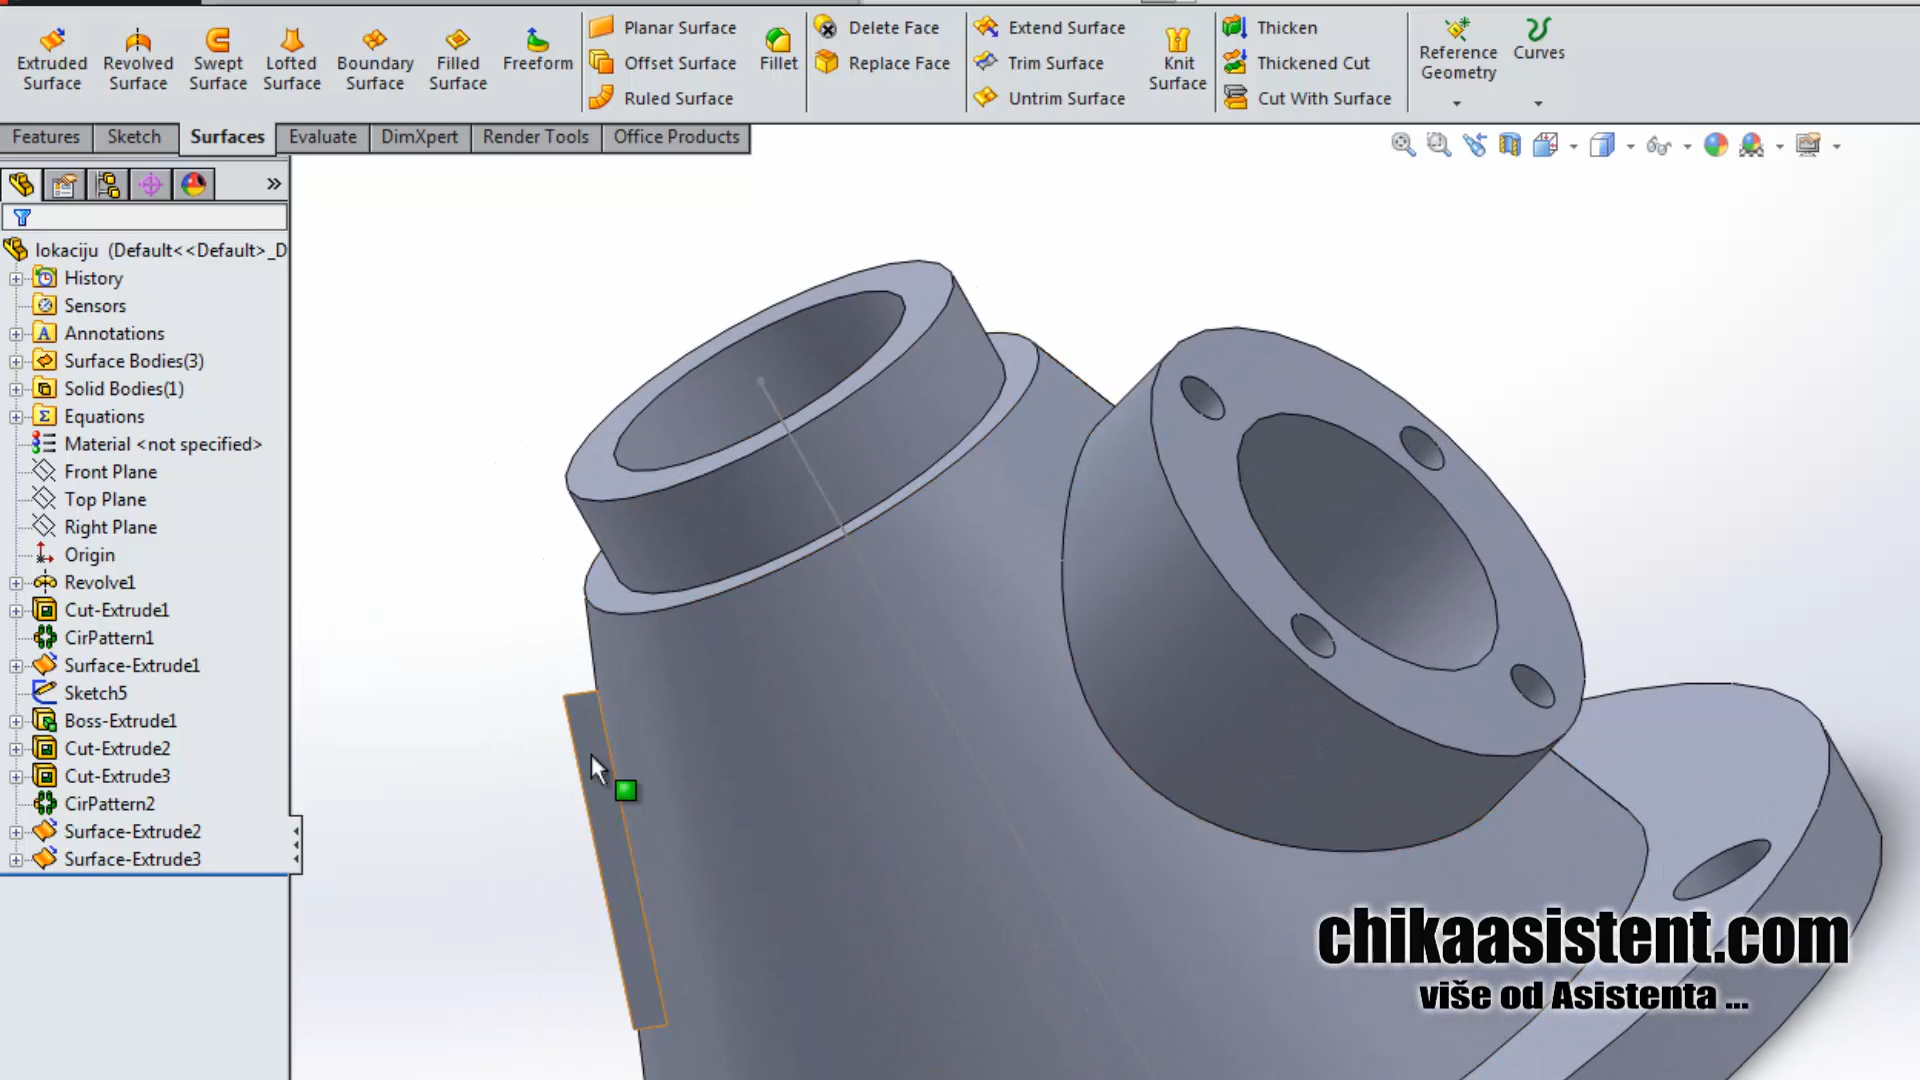 Extruded Surface
Revolved Surface
Swept Surface
Lofted Surface
Boundary Surface
Filled Surface
Freeform
Planar Surface
Offset Surface
Ruled Surface
Fillet
Delete Face
Replace Face
Extend Surface
Trim Surface
Untrim Surface
Knit Surface
Thicken
Thickened Cut
Cut With Surface
Reference Geometry
Curves
Features
Sketch
Surfaces
Evaluate
DimXpert
Render Tools
Office Products
lokaciju (Default<<Default>_D
History
Sensors
Annotations
Surface Bodies(3)
Solid Bodies(1)
Equations
Material <not specified>
Front Plane
Top Plane
Right Plane
Origin
Revolve1
Cut-Extrude1
CirPattern1
Surface-Extrude1
Sketch5
Boss-Extrude1
Cut-Extrude2
Cut-Extrude3
CirPattern2
Surface-Extrude2
Surface-Extrude3
chikaasistent.com
više od Asistenta ...